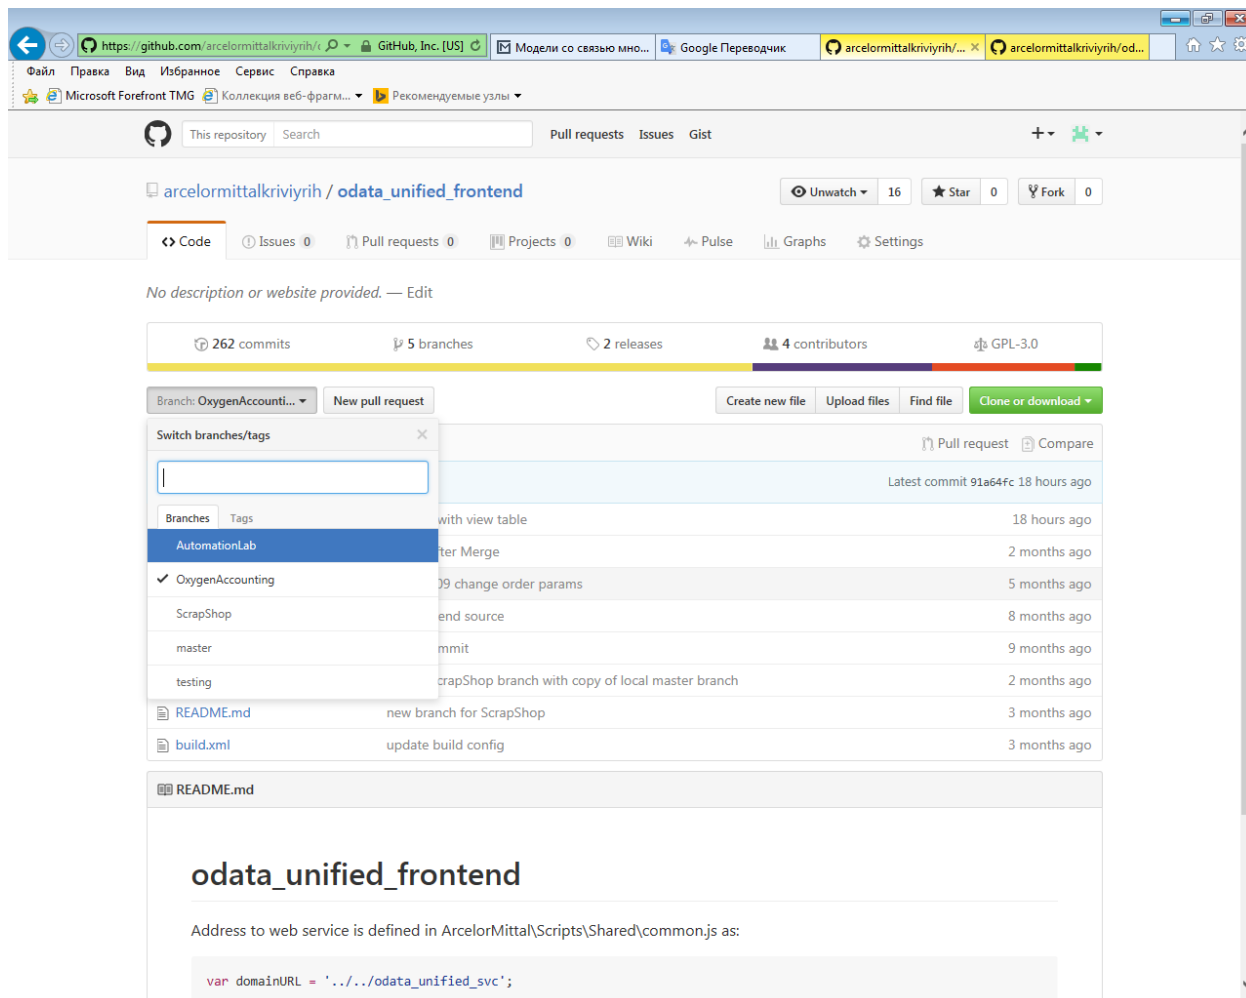 https://github.com/arcelormittalkriviyrih/ GitHub, Inc. [US] Модели со связью мно... Google Переводчик arcelormittalkriviyrih/... arcelormittalkriviyrih/od...
Файл Правка Вид Избранное Сервис Справка
Microsoft Forefront TMG Коллекция веб-фрагм... Рекомендуемые узлы
This repository Search Pull requests Issues Gist
arcelormittalkriviyrih / odata_unified_frontend Unwatch 16 Star 0 Fork 0
Code Issues 0 Pull requests 0 Projects 0 Wiki Pulse Graphs Settings
No description or website provided. — Edit
262 commits 5 branches 2 releases 4 contributors GPL-3.0
Branch: OxygenAccounti... New pull request Create new file Upload files Find file Clone or download
Switch branches/tags
Pull request Compare
Latest commit 91a64fc 18 hours ago
Branches Tags
with view table 18 hours ago
AutomationLab
fter Merge 2 months ago
OxygenAccounting
09 change order params 5 months ago
ScrapShop
end source 8 months ago
master
mmit 9 months ago
testing
crapShop branch with copy of local master branch 2 months ago
README.md new branch for ScrapShop 3 months ago
build.xml update build config 3 months ago
README.md
odata_unified_frontend
Address to web service is defined in ArcelorMittal\Scripts\Shared\common.js as:
var domainURL = '../../odata_unified_svc';